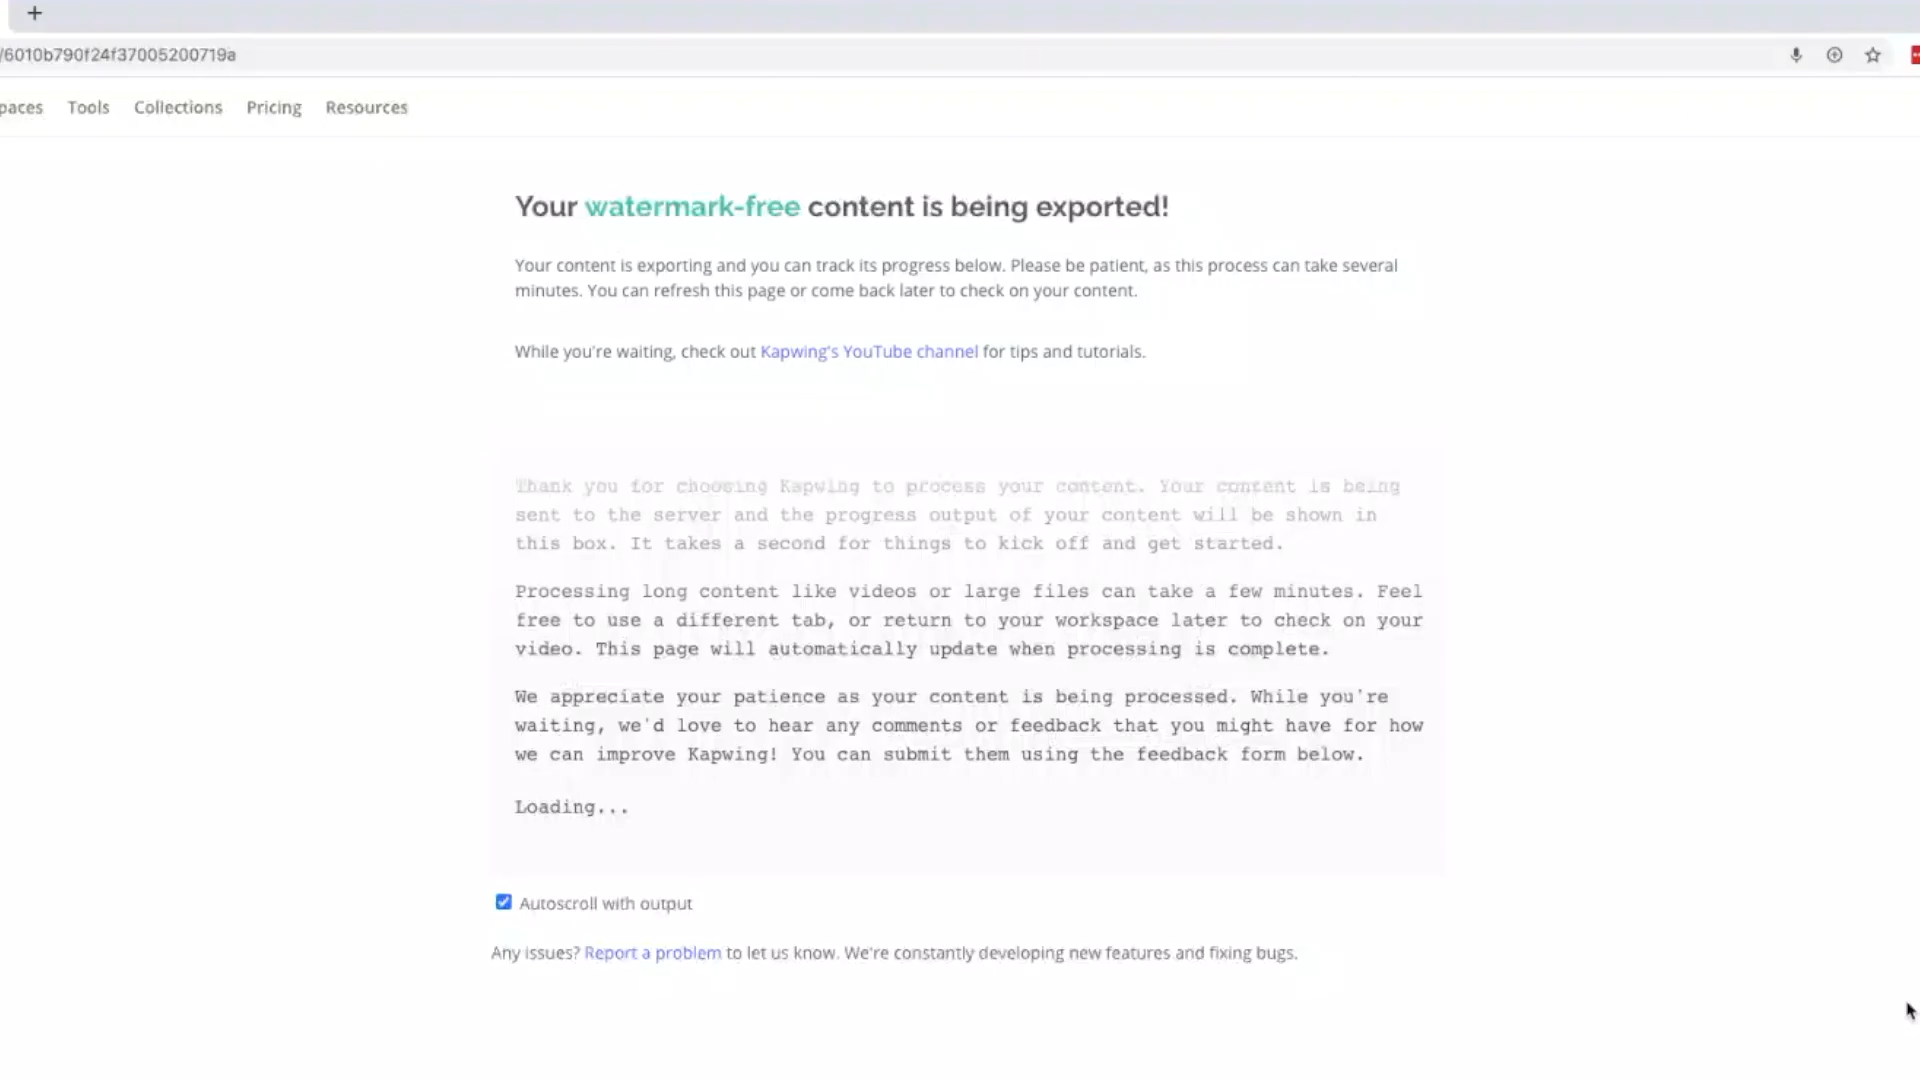 +
/6010b790f24f37005200719a
paces Tools Collections Pricing Resources
Your watermark-free content is being exported!
Your content is exporting and you can track its progress below. Please be patient, as this process can take several
minutes. You can refresh this page or come back later to check on your content.
While you're waiting, check out Kapwing's YouTube channel for tips and tutorials.
Thank you for choosing Kapwing to process your content. Your content is being
sent to the server and the progress output of your content will be shown in
this box. It takes a second for things to kick off and get started.
Processing long content like videos or large files can take a few minutes. Feel
free to use a different tab, or return to your workspace later to check on your
video. This page will automatically update when processing is complete.
We appreciate your patience as your content is being processed. While you're
waiting, we'd love to hear any comments or feedback that you might have for how
we can improve Kapwing! You can submit them using the feedback form below.
Loading...
Autoscroll with output
Any issues? Report a problem to let us know. We're constantly developing new features and fixing bugs.